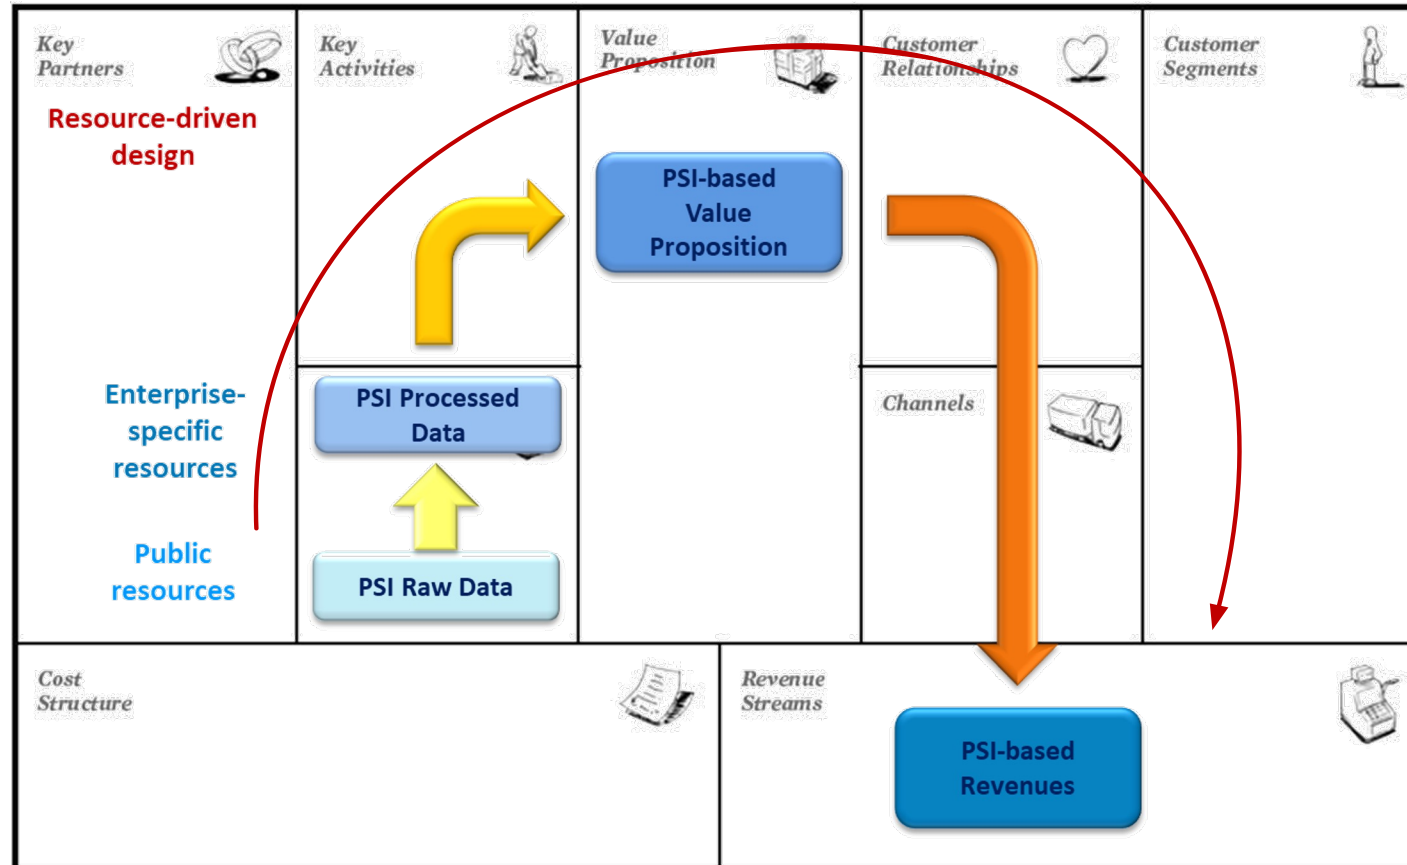 Key
Partners
Key
Activities
Value
Proposition
Customer
Relationships
Customer
Segments
Resource-driven
design
PSI-based
Value
Proposition
Enterprise-
specific
resources
PSI Processed
Data
Channels
Public
resources
PSI Raw Data
Cost
Structure
Revenue
Streams
PSI-based
Revenues